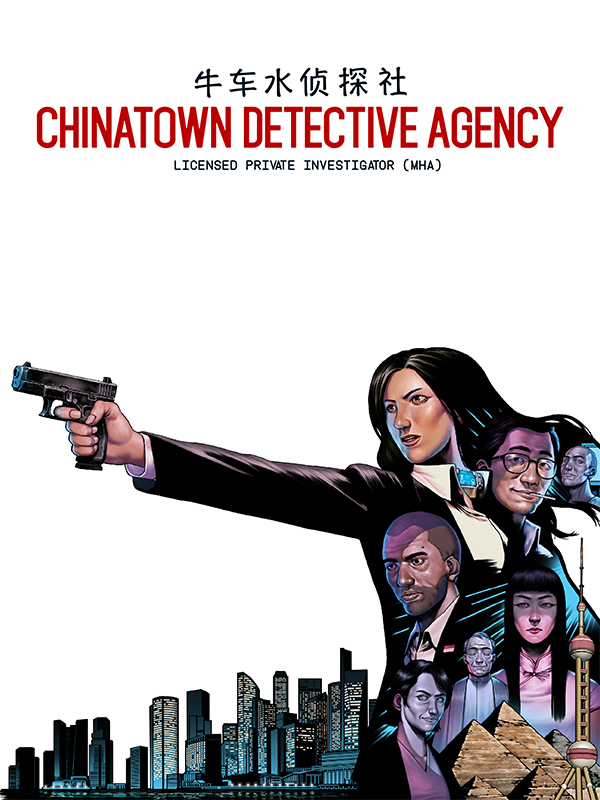 牛车水侦探社
CHINATOWN DETECTIVE AGENCY
LICENSED PRIVATE INVESTIGATOR (MHA)